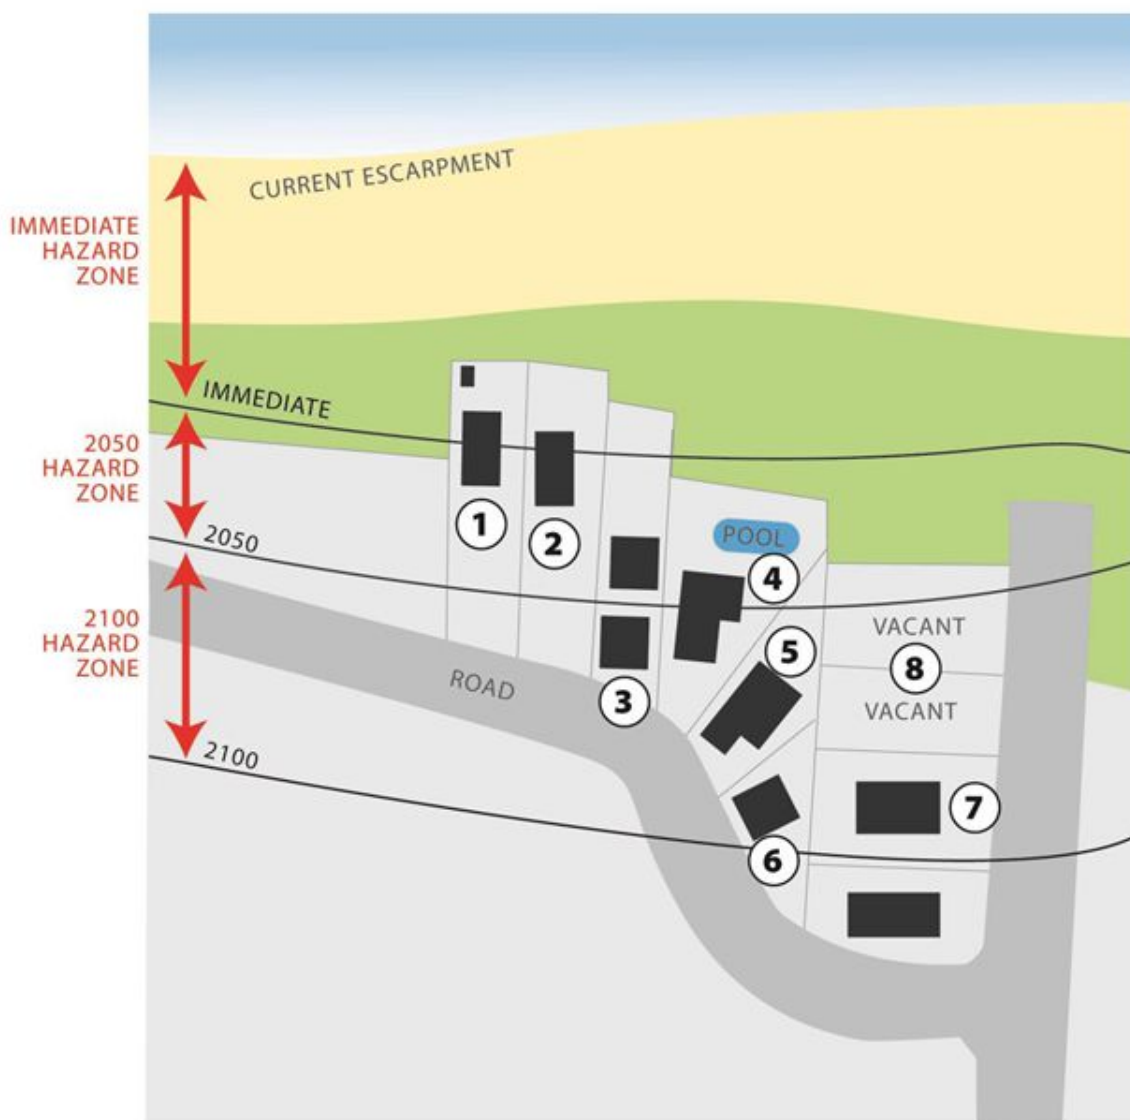 CURRENT ESCARPMENT
IMMEDIATE
HAZARD
ZONE
IMMEDIATE
2050
HAZARD
ZONE
1
2
POOL
2050
4
2100
HAZARD
ZONE
VACANT
5
8
ROAD
3
VACANT
2100
7
6